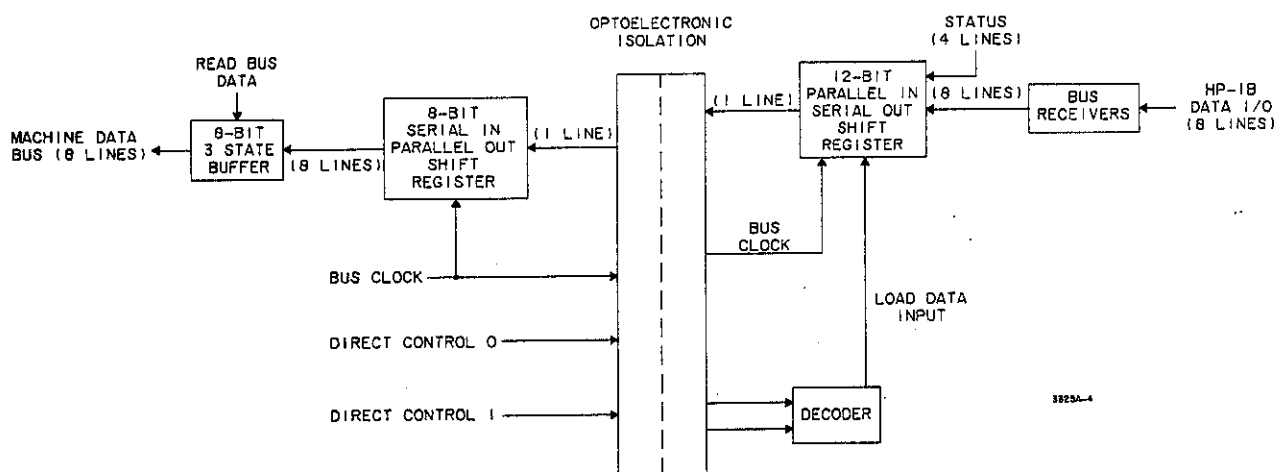 OPTOELECTRONIC
ISOLATION
STATUS
(4 LINES)
READ BUS
DATA
MACHINE DATA
BUS (8 LINES)
8-BIT
3 STATE
BUFFER
(8 LINES)
8-BIT
SERIAL IN
PARALLEL OUT
SHIFT
REGISTER
(1 LINE)
(1 LINE)
12-BIT
PARALLEL IN
SERIAL OUT
SHIFT
REGISTER
(8 LINES)
BUS
RECEIVERS
HP-IB
DATA I/O
(8 LINES)
BUS CLOCK
BUS
CLOCK
LOAD DATA
INPUT
DIRECT CONTROL 0
DIRECT CONTROL 1
DECODER
3325A-4